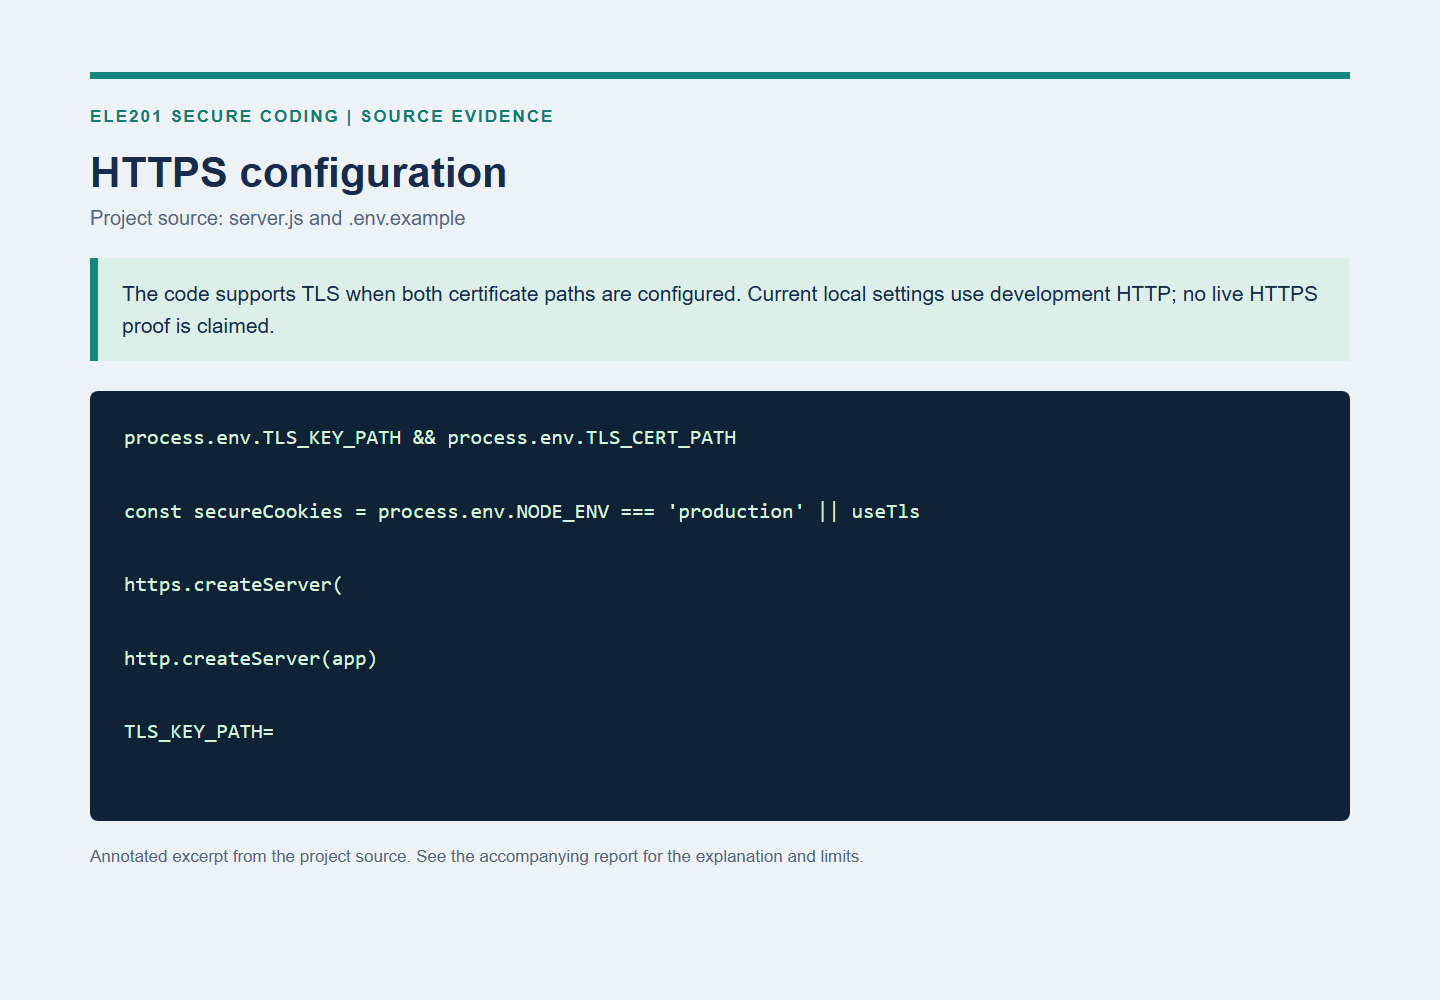 ELE201 SECURE CODING | SOURCE EVIDENCE
HTTPS configuration
Project source: server.js and .env.example
The code supports TLS when both certificate paths are configured. Current local settings use development HTTP; no live HTTPS
proof is claimed.
process.env.TLS_KEY_PATH && process.env.TLS_CERT_PATH
const secureCookies = process.env.NODE_ENV === 'production' || useTls
https.createServer(
http.createServer(app)
TLS_KEY_PATH=
Annotated excerpt from the project source. See the accompanying report for the explanation and limits.